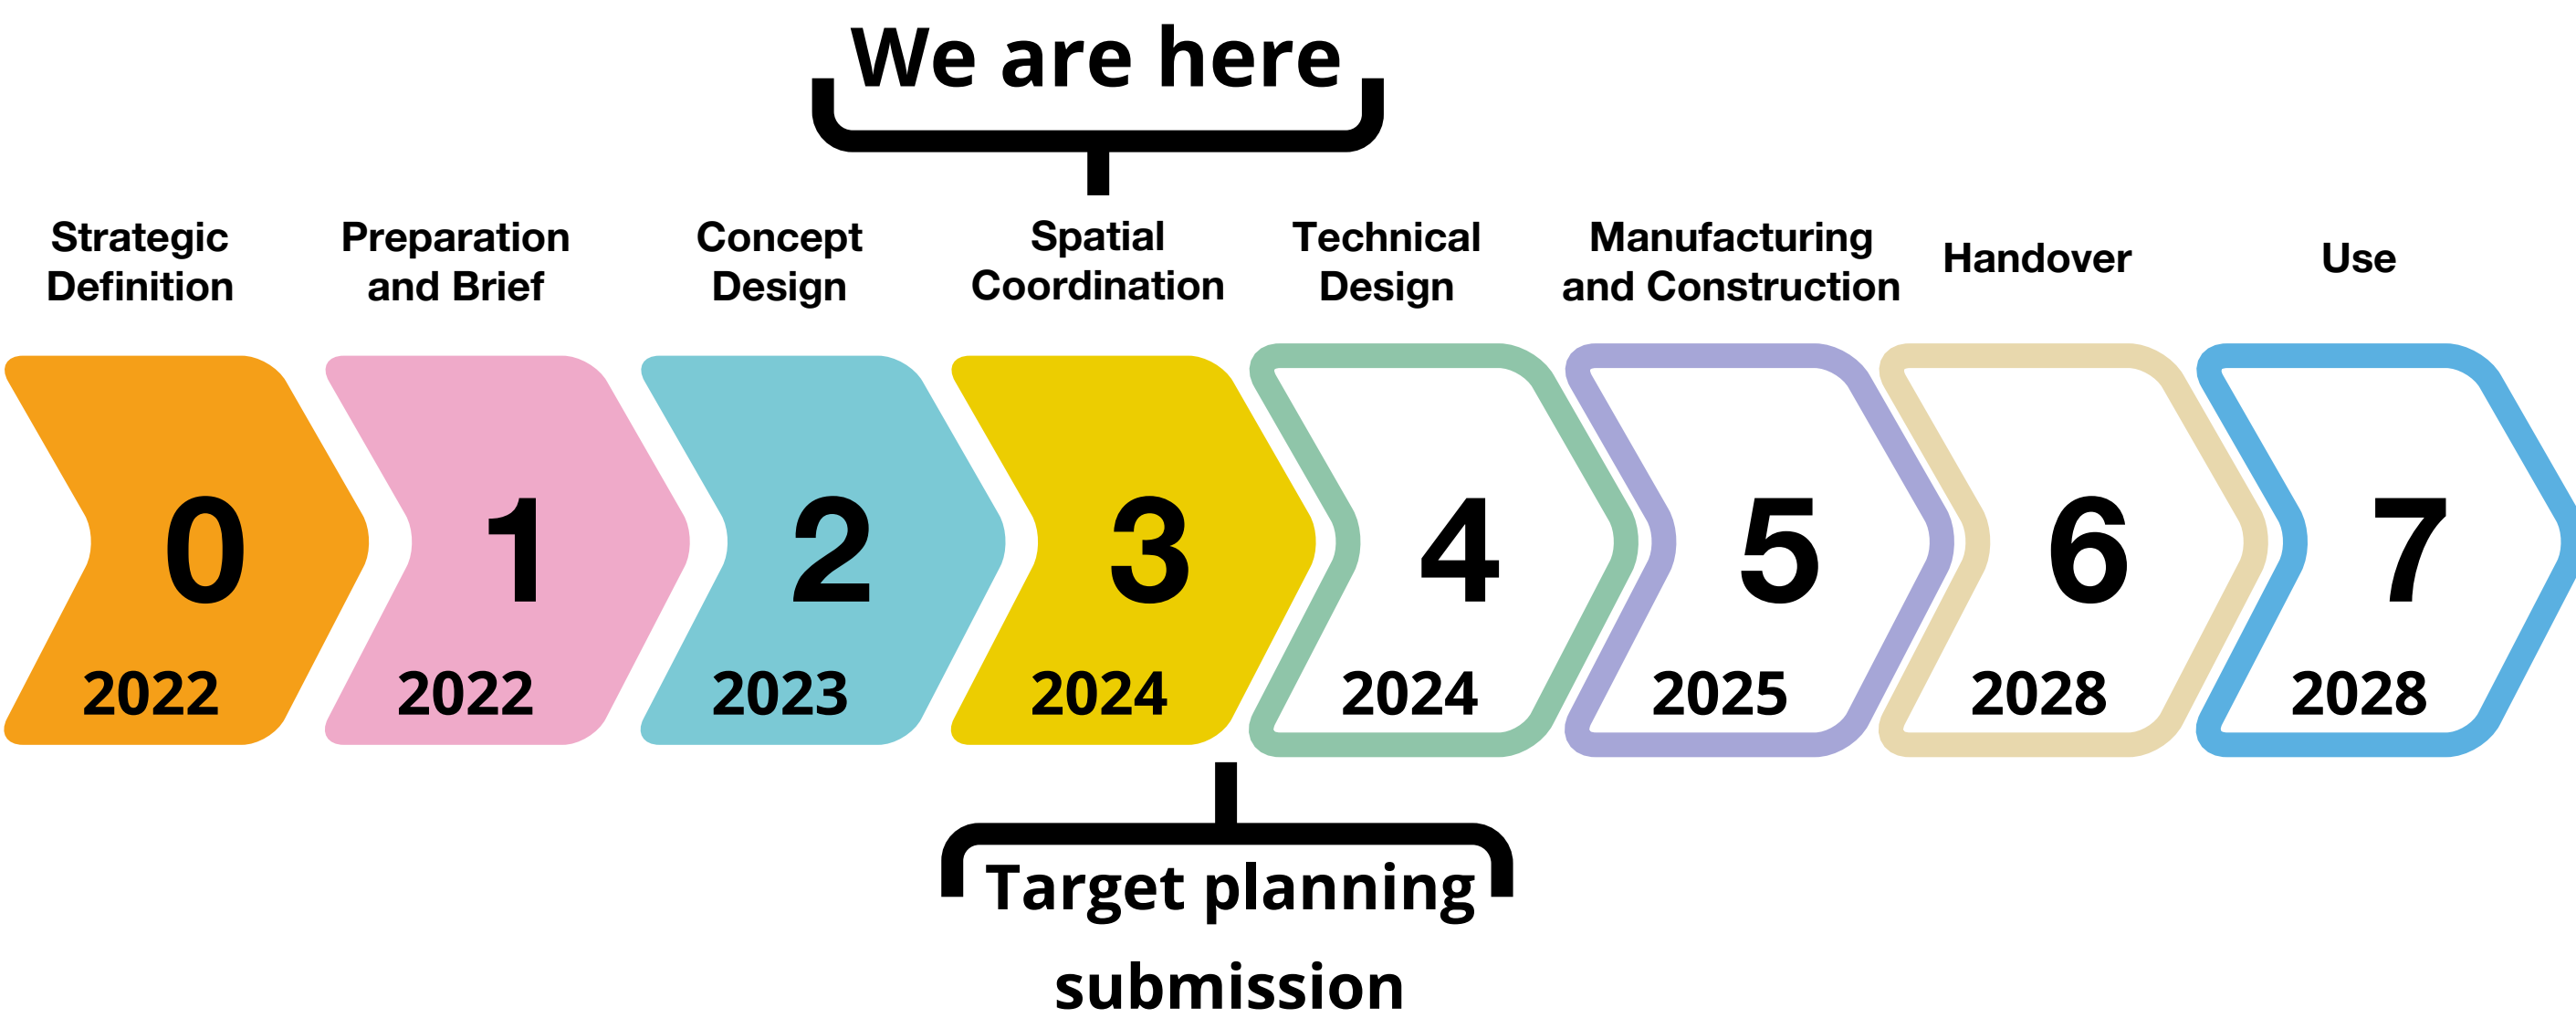 We are here
Strategic
Definition
Preparation
and Brief
Concept
Design
Spatial
Coordination
Technical
Design
Manufacturing
and Construction
Handover
Use
0
1
2
3
4
5
6
7
2022
2022
2023
2024
2024
2025
2028
2028
Target planning
submission